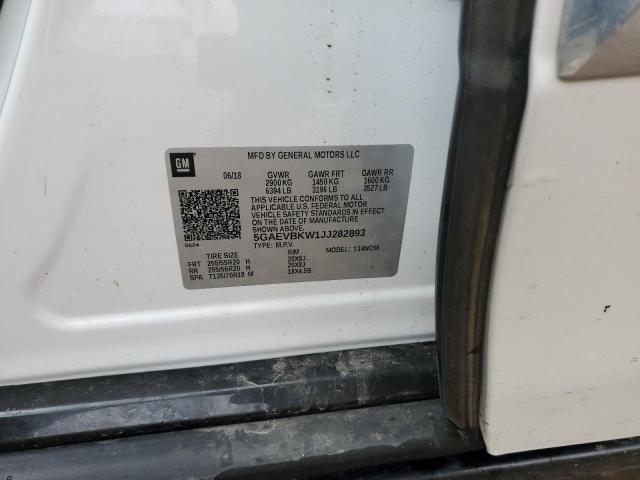 GM
MFD BY GENERAL MOTORS LLC
06/18 GVWR GAWR FRT GAWR RR
2900 KG 1450 KG 1600 KG
6394 LB 3196 LB 3527 LB
THIS VEHICLE CONFORMS TO ALL
APPLICABLE U.S. FEDERAL MOTOR
VEHICLE SAFETY STANDARDS IN
EFFECT ON THE DATE OF MANUFACTURE
SHOWN ABOVE.
5GAEVBKW1JJ282893
TYPE: M.P.V. MODEL: 134NC56
TIRE SIZE RIM
FRT 255/55R20 H 20X8J
RR 255/55R20 H 20X8J
SPA T135/70R18 M 18X4.5B